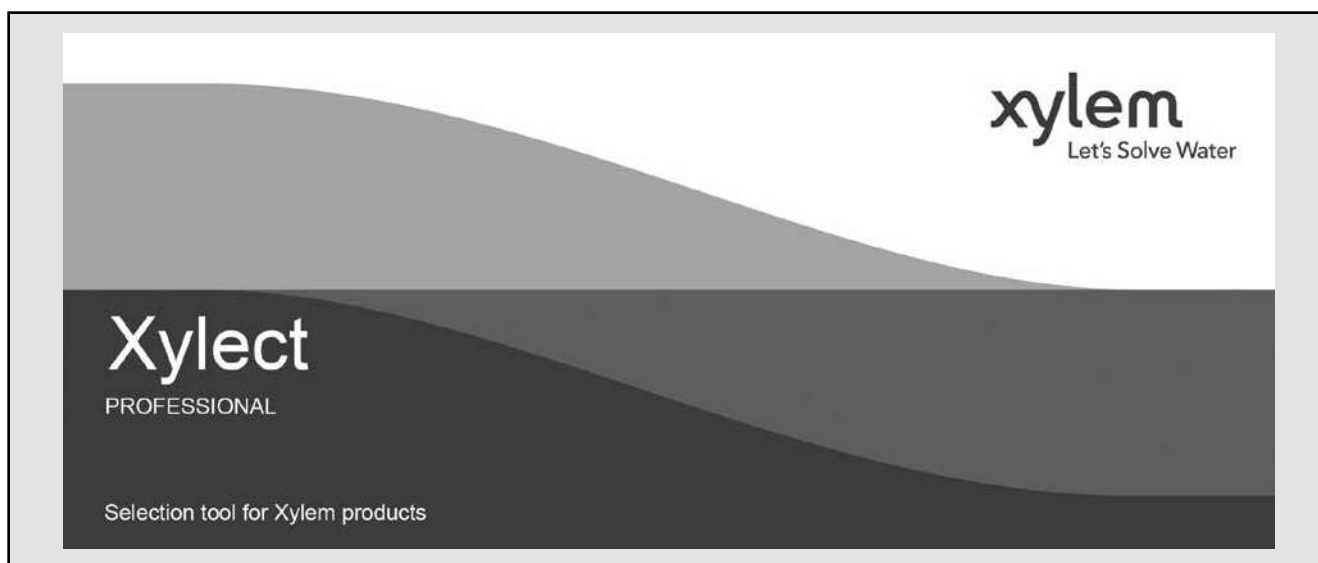 xylem
Let's Solve Water
Xylect
PROFESSIONAL
Selection tool for Xylem products